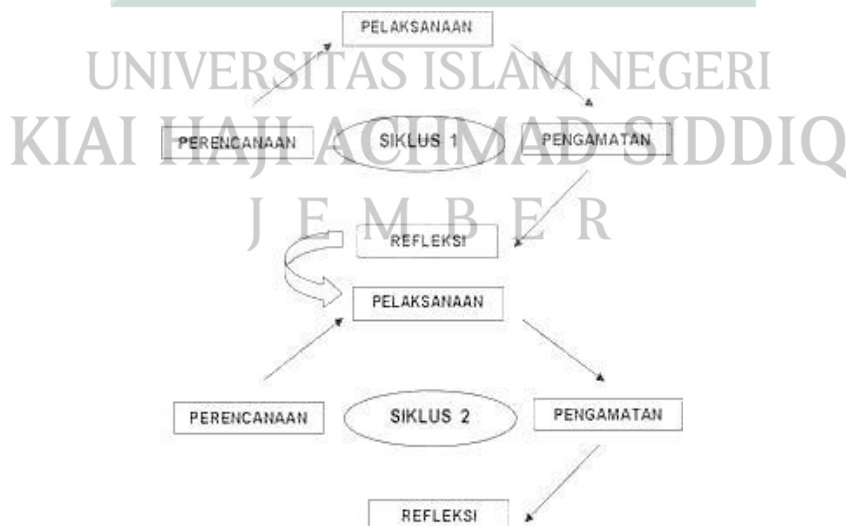 PELAKSANAAN
UNIVERSITAS ISLAM NEGERI
PERENCANAAN SIKLUS 1 PENGAMATAN
KIAI HAJI ACHMAD SIDDIQ
JEMBER
REFLEKSI
PELAKSANAAN
PERENCANAAN SIKLUS 2 PENGAMATAN
REFLEKSI